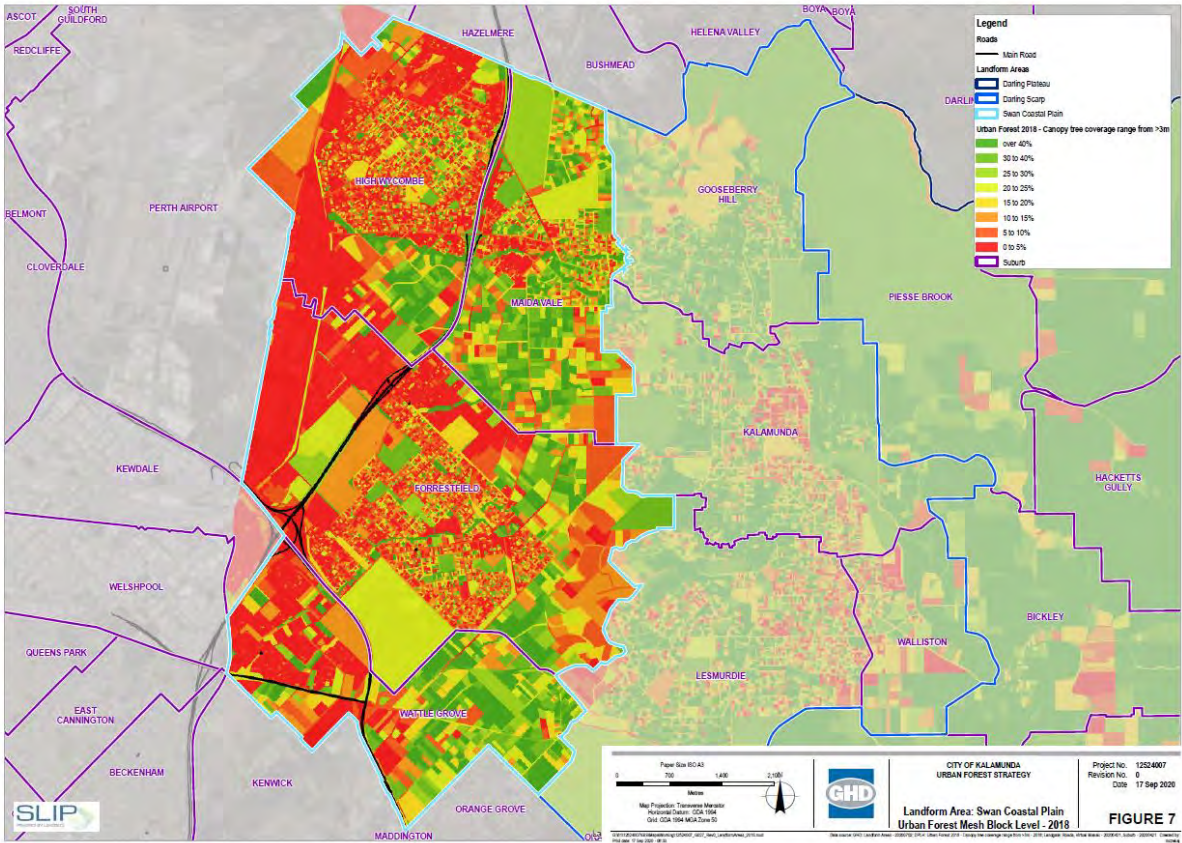 ASCOT
SOUTH
GUILDFORD
REDCLIFFE
HAZELMERE
BUSHMEAD
HELENA VALLEY
BOYA
BOYA
BELMONT
PERTH AIRPORT
HIGH WYCOMBE
GOOSEBERRY
HILL
CLOVERDALE
MAIDA VALE
PIESSE BROOK
KEWDALE
FORRESTFIELD
KALAMUNDA
HACKETTS
GULLY
WELSHPOOL
BICKLEY
WALLISTON
QUEENS PARK
LESMURDIE
EAST
CANNINGTON
WATTLE GROVE
BECKENHAM
KENWICK
ORANGE GROVE
MADDINGTON
Legend
Roads
Main Road
Landform Areas
Darling Plateau
Darling Scarp
Swan Coastal Plain
Urban Forest 2018 - Canopy tree coverage range from >3m
over 40%
30 to 40%
25 to 30%
20 to 25%
15 to 20%
10 to 15%
5 to 10%
0 to 5%
Suburb
SLIP
Paper Size ISO A3
0 700 1,400 2,100
Metres
Map Projection: Transverse Mercator
Horizontal Datum: GDA 1994
Grid: GDA 1994 MGA Zone 50
GHD
CITY OF KALAMUNDA
URBAN FOREST STRATEGY
Landform Area: Swan Coastal Plain
Urban Forest Mesh Block Level - 2018
Project No. 12524007
Revision No. 0
Date 17 Sep 2020
FIGURE 7